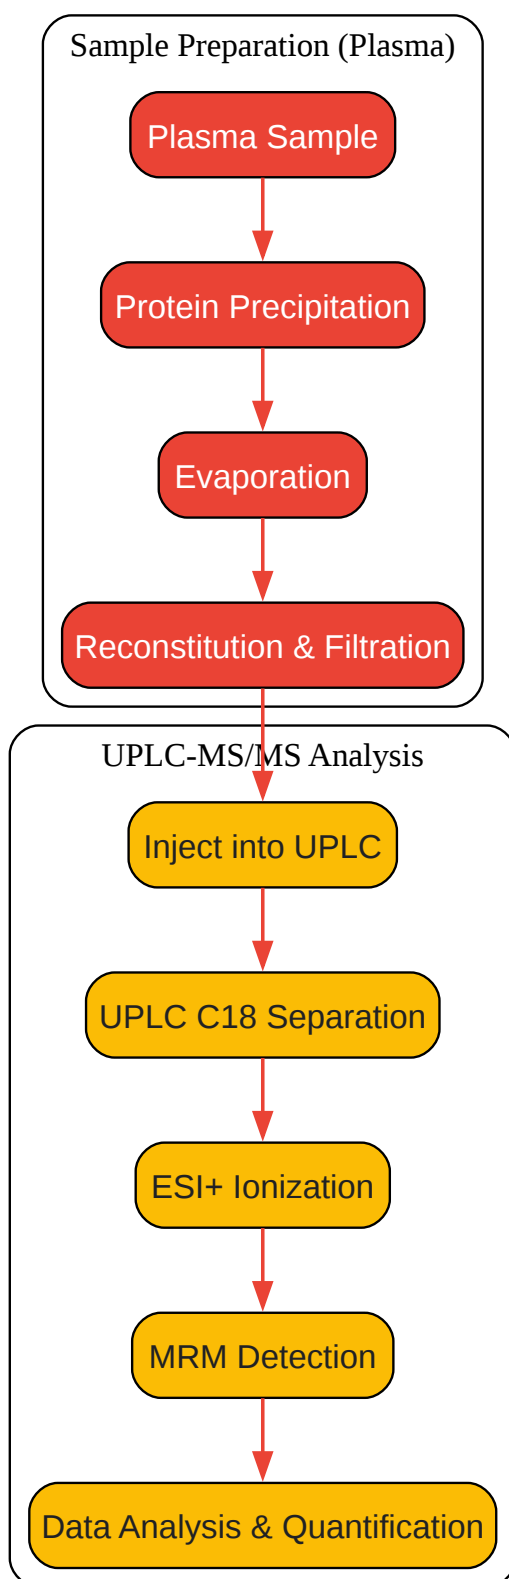 Sample Preparation (Plasma)
Plasma Sample
Protein Precipitation
Evaporation
Reconstitution & Filtration
UPLC-MS/MS Analysis
Inject into UPLC
UPLC C18 Separation
ESI+ Ionization
MRM Detection
Data Analysis & Quantification